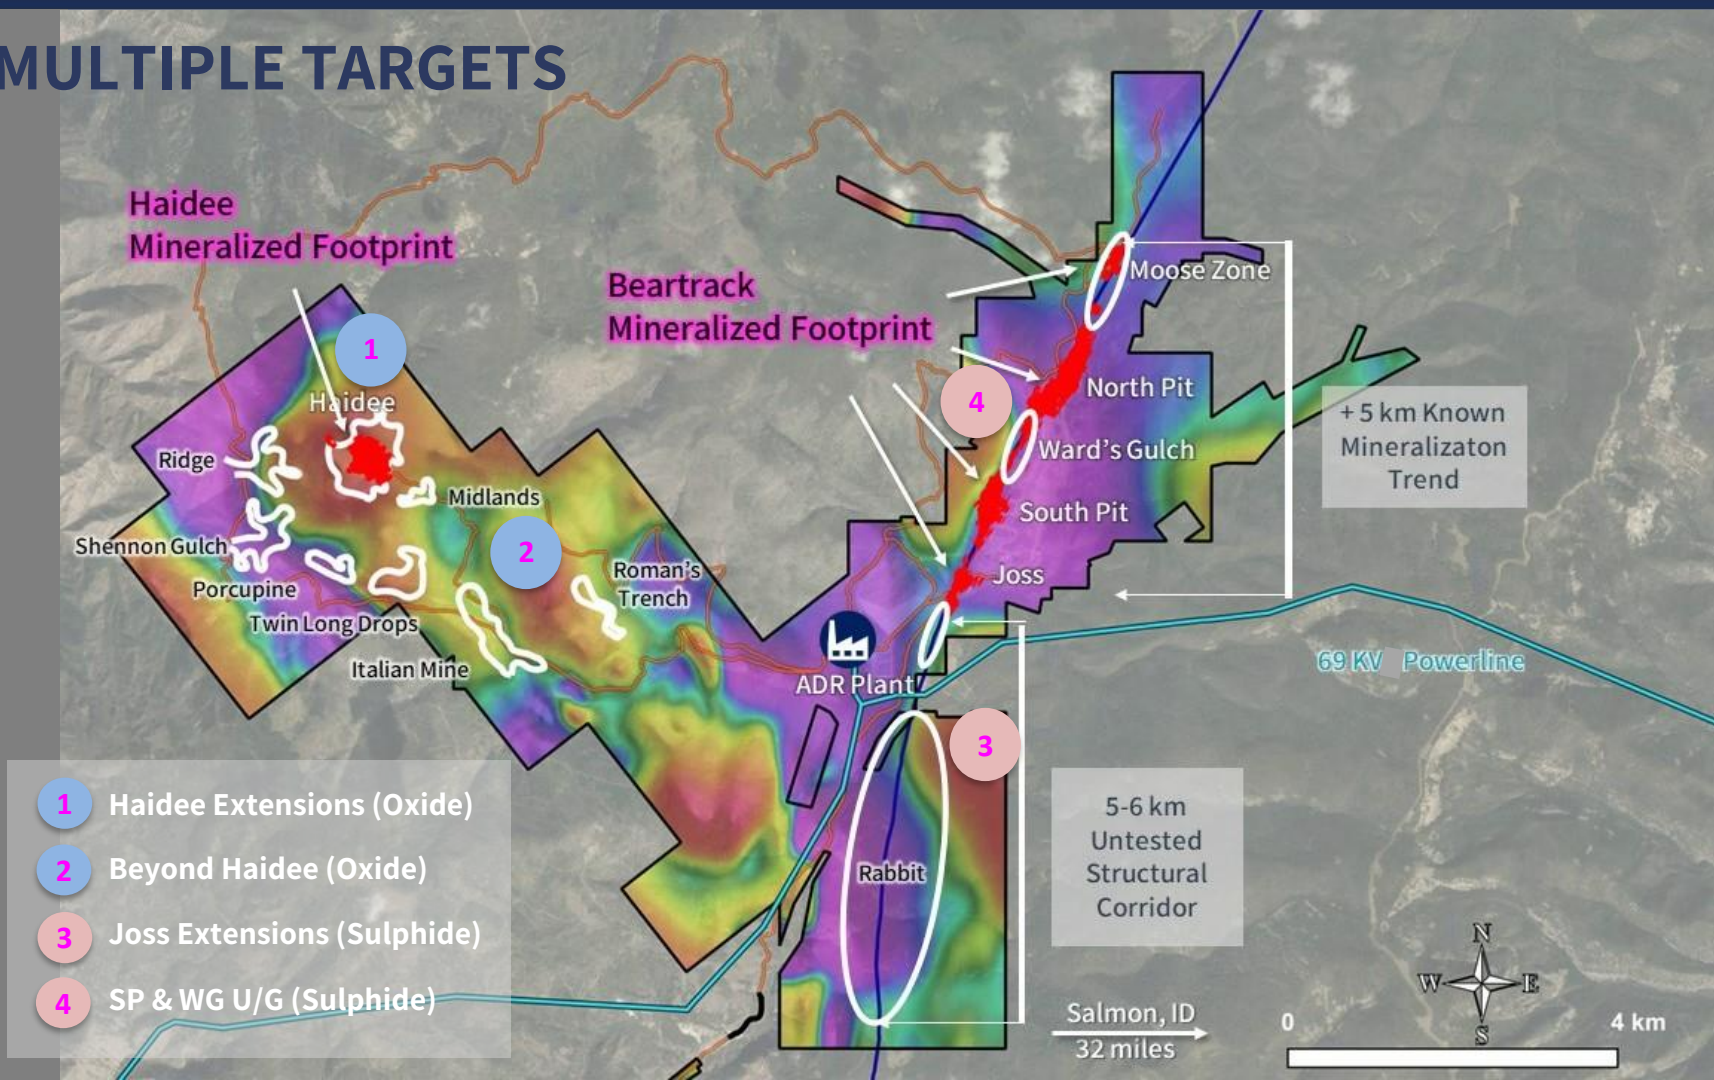 MULTIPLE TARGETS
Haidee
Mineralized Footprint
Beartrack
Mineralized Footprint
Moose Zone
1
Haidee
North Pit
4
+ 5 km Known
Mineralizaton
Trend
Ridge
Ward's Gulch
Midlands
South Pit
Shennon Gulch
2
Roman's
Trench
Joss
Porcupine
Twin Long Drops
Italian Mine
ADR Plant
69 KV Powerline
3
Rabbit
5-6 km
Untested
Structural
Corridor
1 Haidee Extensions (Oxide)
2 Beyond Haidee (Oxide)
3 Joss Extensions (Sulphide)
4 SP & WG U/G (Sulphide)
Salmon, ID
32 miles
N
W E
S
0 4 km